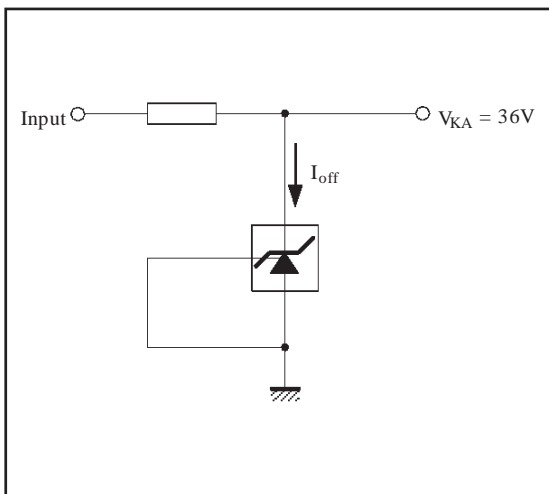 Input
V_KA = 36V
I_off